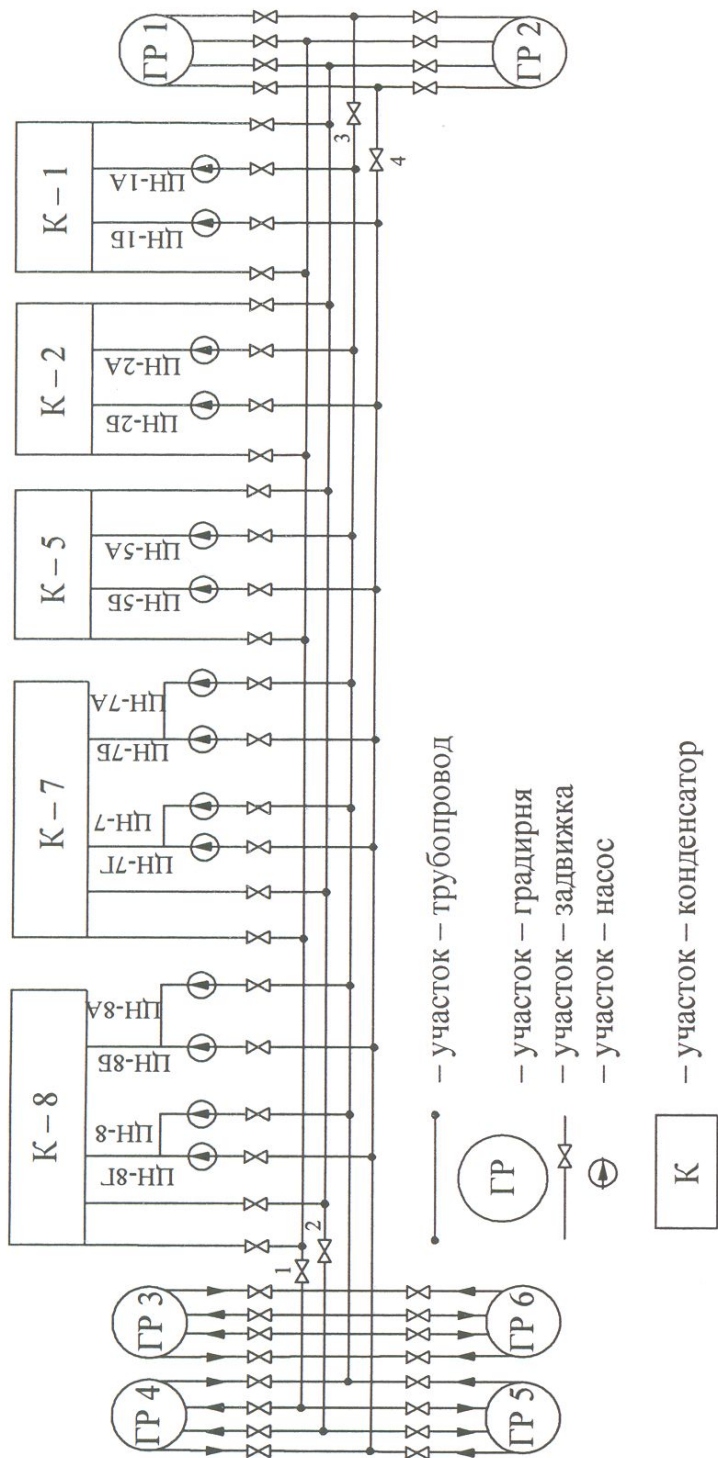 ГР 4
ГР 3
К – 8
К – 7
К – 5
К – 2
К – 1
ГР 1
ЦН-8Г
ЦН-8
ЦН-8Б
ЦН-8А
ЦН-7Г
ЦН-7
ЦН-7Б
ЦН-7А
ЦН-5Б
ЦН-5А
ЦН-2Б
ЦН-2А
ЦН-1Б
ЦН-1А
1
2
3
4
ГР 5
ГР 6
ГР 2
– участок – трубопровод
ГР
– участок – градирня
– участок – задвижка
– участок – насос
К
– участок – конденсатор